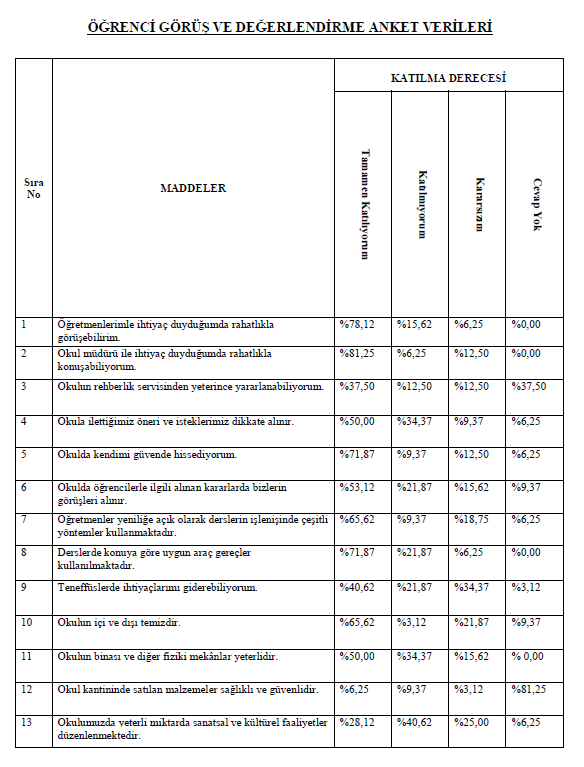 ÖĞRENCİ GÖRÜŞ VE DEĞERLENDİRME ANKET VERİLERİ
Sıra No
MADDELER
KATILMA DERECESİ
Tamamen Katılıyorum
Katılmıyorum
Kararsızım
Cevap Yok
1 Öğretmenlerimle ihtiyaç duyduğumda rahatlıkla %78,12 %15,62 %6,25 %0,00
görüşebilirim.
2 Okul müdürü ile ihtiyaç duyduğumda rahatlıkla %81,25 %6,25 %12,50 %0,00
konuşabiliyorum.
3 Okulun rehberlik servisinden yeterince yararlanabiliyorum. %37,50 %12,50 %12,50 %37,50
4 Okula ilettiğimiz öneri ve isteklerimiz dikkate alınır. %50,00 %34,37 %9,37 %6,25
5 Okulda kendimi güvende hissediyorum. %71,87 %9,37 %12,50 %6,25
6 Okulda öğrencilerle ilgili alınan kararlarda bizlerin %53,12 %21,87 %15,62 %9,37
görüşleri alınır.
7 Öğretmenler yeniliğe açık olarak derslerin işlenişinde çeşitli %65,62 %9,37 %18,75 %6,25
yöntemler kullanmaktadır.
8 Derslerde konuya göre uygun araç gereçler %71,87 %21,87 %6,25 %0,00
kullanılmaktadır.
9 Teneffüslerde ihtiyaçlarımı giderebiliyorum. %40,62 %21,87 %34,37 %3,12
10 Okulun içi ve dışı temizdir. %65,62 %3,12 %21,87 %9,37
11 Okulun binası ve diğer fiziki mekânlar yeterlidir. %50,00 %34,37 %15,62 % 0,00
12 Okul kantininde satılan malzemeler sağlıklı ve güvenlidir. %6,25 %9,37 %3,12 %81,25
13 Okulumuzda yeterli miktarda sanatsal ve kültürel faaliyetler %28,12 %40,62 %25,00 %6,25
düzenlenmektedir.